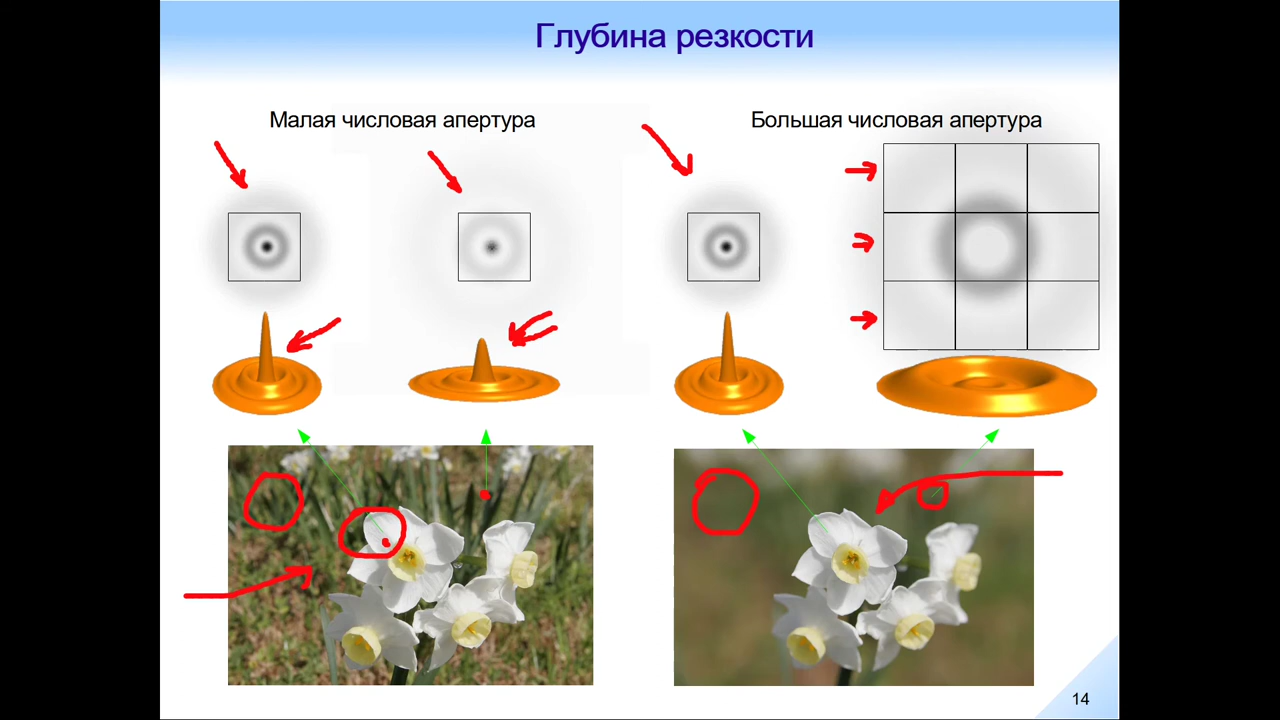 Глубина резкости
Малая числовая апертура
Большая числовая апертура
14